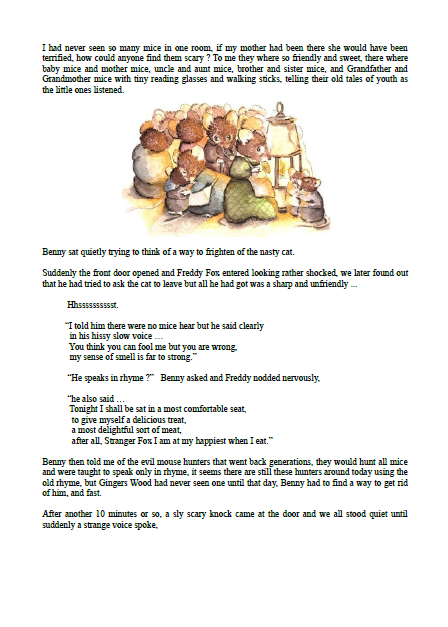 I had never seen so many mice in one room, if my mother had been there she would have been
terrified, how could anyone find them scary ? To me they where so friendly and sweet, there where
baby mice and mother mice, uncle and aunt mice, brother and sister mice, and Grandfather and
Grandmother mice with tiny reading glasses and walking sticks, telling their old tales of youth as
the little ones listened.
Benny sat quietly trying to think of a way to frighten of the nasty cat.
Suddenly the front door opened and Freddy Fox entered looking rather shocked, we later found out
that he had tried to ask the cat to leave but all he had got was a sharp and unfriendly ...
Hhsssssssssst.
“I told him there were no mice hear but he said clearly
in his hissy slow voice …
You think you can fool me but you are wrong,
my sense of smell is far to strong.”
“He speaks in rhyme ?” Benny asked and Freddy nodded nervously,
“he also said …
Tonight I shall be sat in a most comfortable seat,
to give myself a delicious treat,
a most delightful sort of meat,
after all, Stranger Fox I am at my happiest when I eat.”
Benny then told me of the evil mouse hunters that went back generations, they would hunt all mice
and were taught to speak only in rhyme, it seems there are still these hunters around today using the
old rhyme, but Gingers Wood had never seen one until that day, Benny had to find a way to get rid
of him, and fast.
After another 10 minutes or so, a sly scary knock came at the door and we all stood quiet until
suddenly a strange voice spoke,